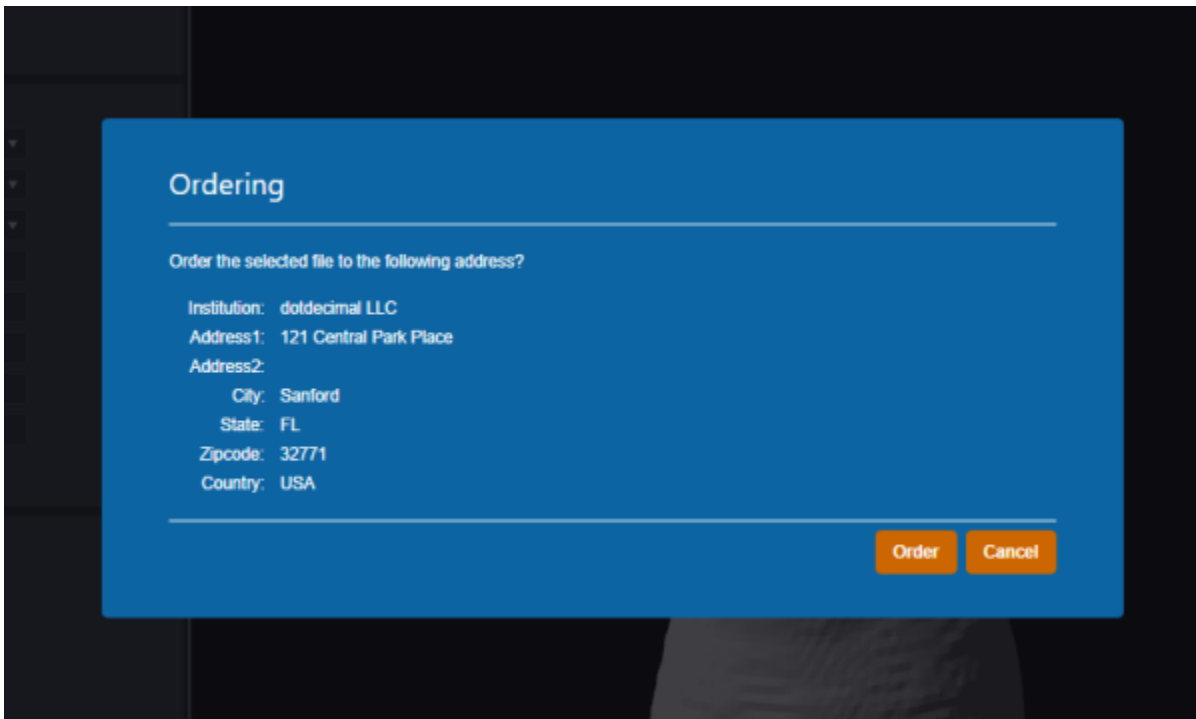 Ordering
Order the selected file to the following address?
Institution: dotdecimal LLC
Address1: 121 Central Park Place
Address2:
City: Sanford
State: FL
Zipcode: 32771
Country: USA
Order Cancel